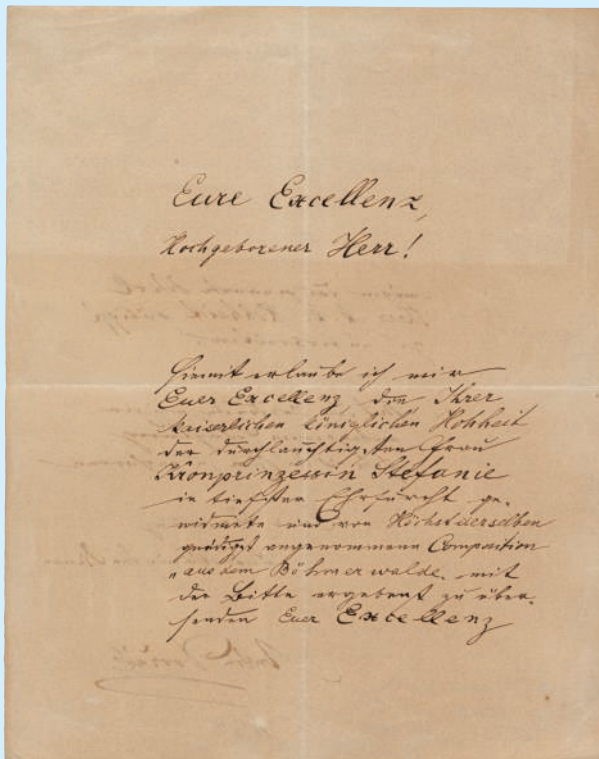 Eure Excellenz,
Hochgeborener Herr!
Hiemit erlaube ich mir
Euer Excellenz, die Ihrer
kaiserlichen königlichen Hohheit
der durchlauchtigsten Frau
Kronprinzessin Stefanie
in tiefster Ehrfurcht ge-
widmete und von Höchstderselben
gnädigst angenommene Composition
„aus dem Böhmerwalde" mit
der Bitte ergebenst zu über-
senden Euer Excellenz